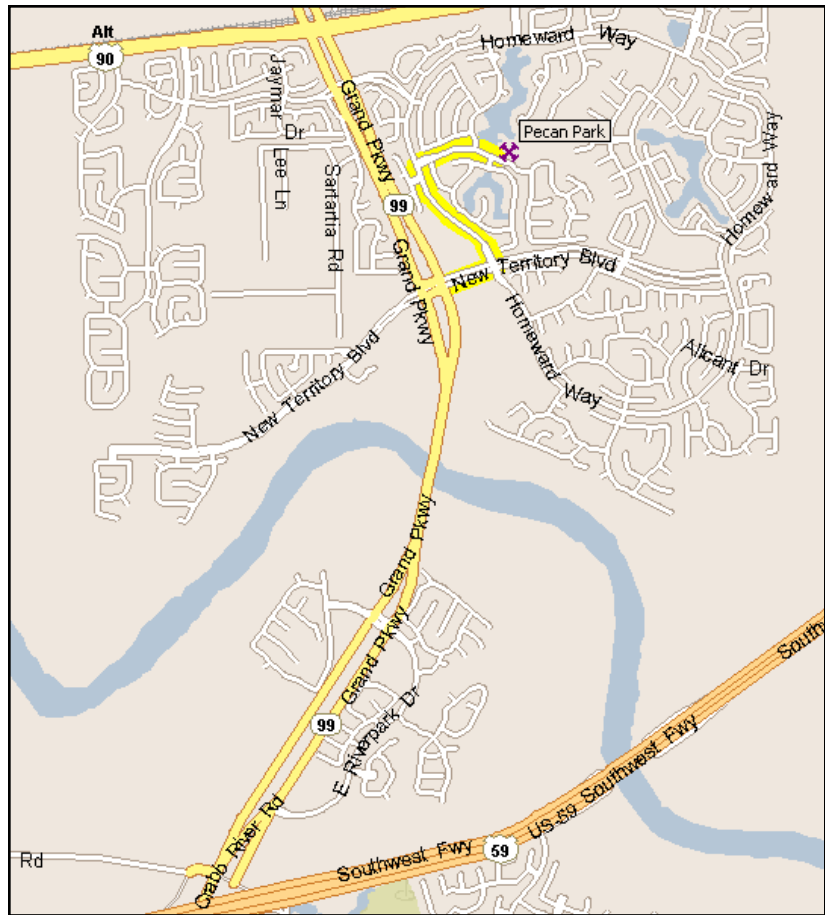 Alt
90
Homeward Way
Jaymar Dr
Grand Pkwy
Pecan Park
Lee Ln
Sartartia Rd
99
Homeward Way
Grand Pkwy
New Territory Blvd
Homeward Way
Alicant Dr
New Territory Blvd
Grand Pkwy
Grand Pkwy
South
99
E Riverpark Dr
US-59 Southwest Fwy
Crabb River Rd
59
Southwest Fwy
Rd